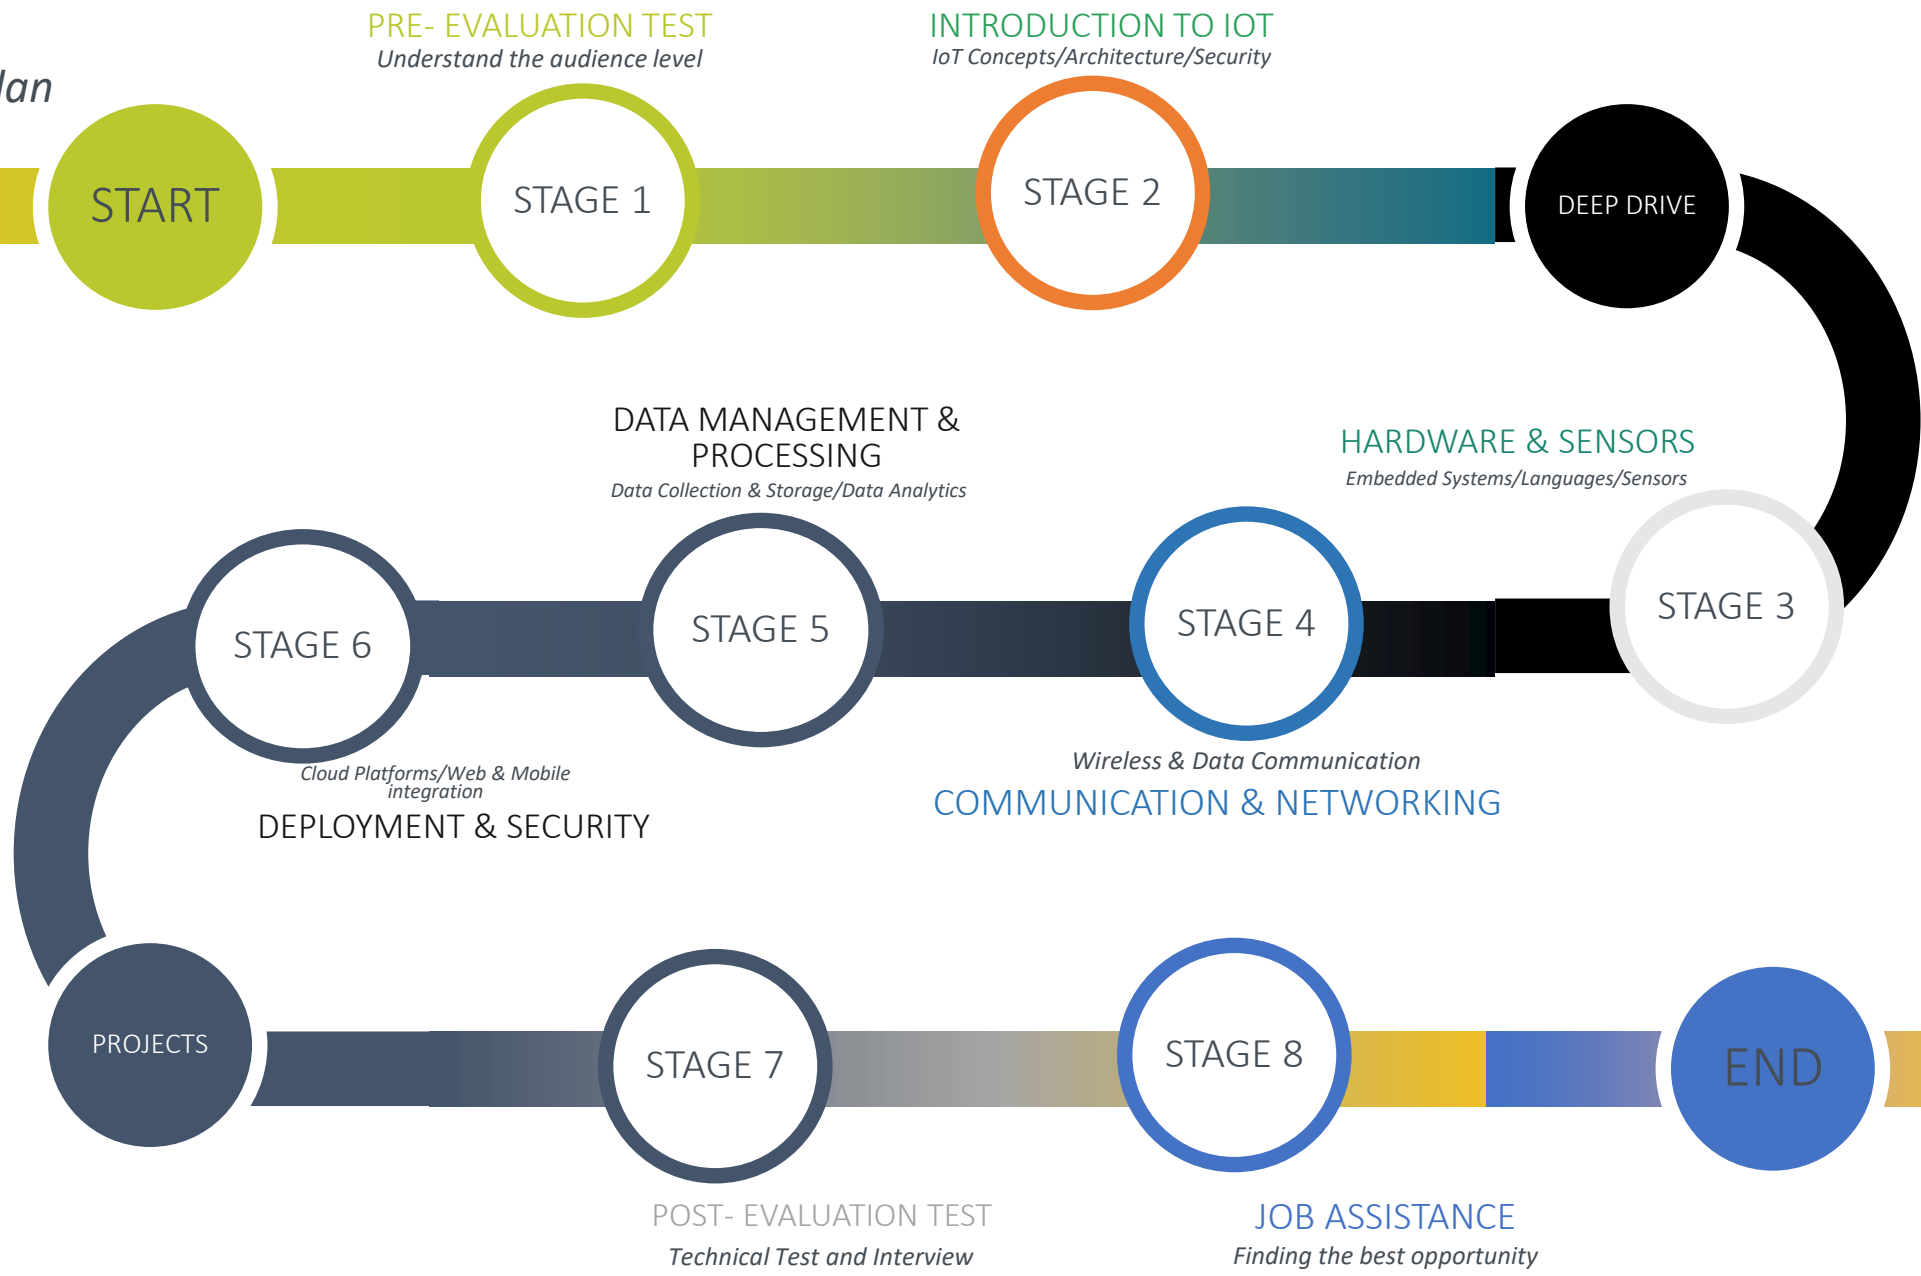 PRE- EVALUATION TEST
Understand the audience level
INTRODUCTION TO IOT
IoT Concepts/Architecture/Security
START
STAGE 1
STAGE 2
DEEP DRIVE
DATA MANAGEMENT &
PROCESSING
Data Collection & Storage/Data Analytics
HARDWARE & SENSORS
Embedded Systems/Languages/Sensors
STAGE 6
STAGE 5
STAGE 4
STAGE 3
Cloud Platforms/Web & Mobile
integration
DEPLOYMENT & SECURITY
Wireless & Data Communication
COMMUNICATION & NETWORKING
PROJECTS
STAGE 7
STAGE 8
END
POST- EVALUATION TEST
Technical Test and Interview
JOB ASSISTANCE
Finding the best opportunity